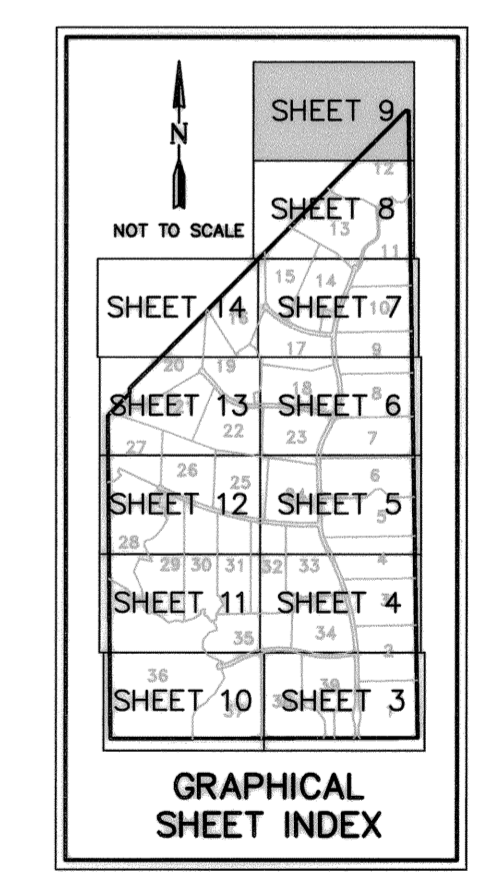 SHEET 9
N
12
SHEET 8
13
NOT TO SCALE
11
15
14
SHEET 14
SHEET 7
10
16
17
9
20
19
18
8
SHEET 13
SHEET 6
22
23
7
27
26
25
6
SHEET 12
SHEET 5
5
28
29 30 31 32 33
4
SHEET 11
SHEET 4
34
35
2
36
SHEET 10
SHEET 3
37
39
GRAPHICAL
SHEET INDEX